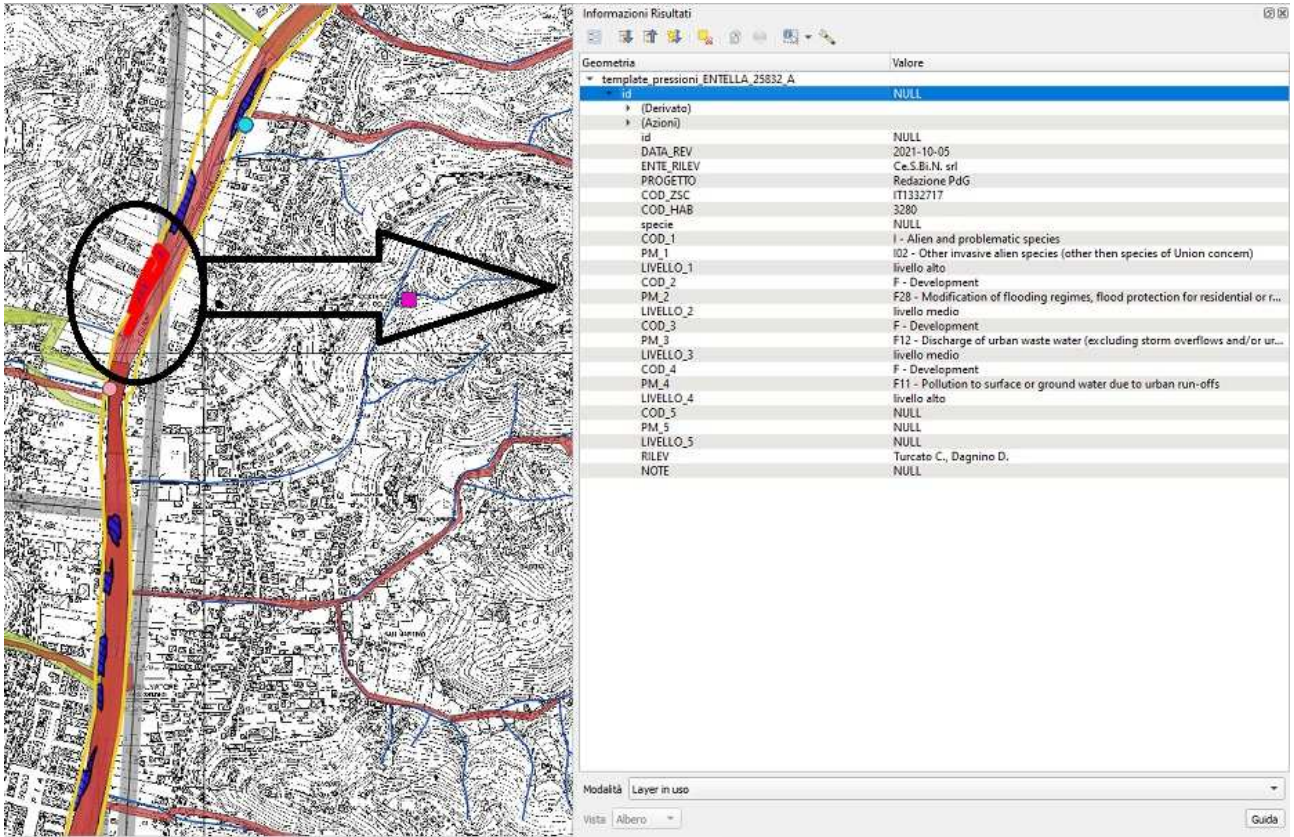 Informazioni Risultati
Geometria Valore
template_pressioni_ENTELLA_25832_A
id NULL
(Derivato)
(Azioni)
id NULL
DATA_REV 2021-10-05
ENTE_RILEV Ce.S.Bi.N. srl
PROGETTO Redazione PdG
COD_ZSC IT1332717
COD_HAB 3280
specie NULL
COD_1 I - Alien and problematic species
PM_1 I02 - Other invasive alien species (other then species of Union concern)
LIVELLO_1 livello alto
COD_2 F - Development
PM_2 F28 - Modification of flooding regimes, flood protection for residential or r...
LIVELLO_2 livello medio
COD_3 F - Development
PM_3 F12 - Discharge of urban waste water (excluding storm overflows and/or ur...
LIVELLO_3 livello medio
COD_4 F - Development
PM_4 F11 - Pollution to surface or ground water due to urban run-offs
LIVELLO_4 livello alto
COD_5 NULL
PM_5 NULL
LIVELLO_5 NULL
RILEV Turcato C., Dagnino D.
NOTE NULL
SAN MARTINO
Modalità Layer in uso
Vista Albero
Guida